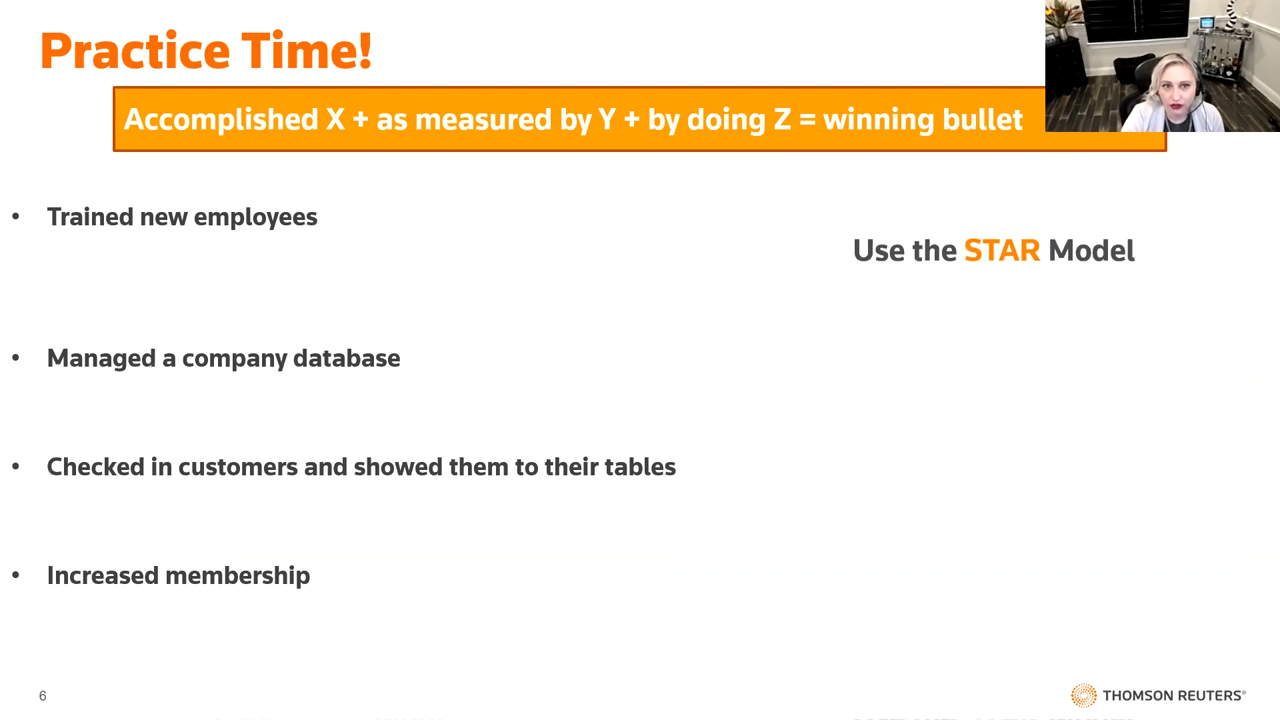 Practice Time!
Accomplished X + as measured by Y + by doing Z = winning bullet
• Trained new employees
Use the STAR Model
• Managed a company database
• Checked in customers and showed them to their tables
• Increased membership
6
THOMSON REUTERS®